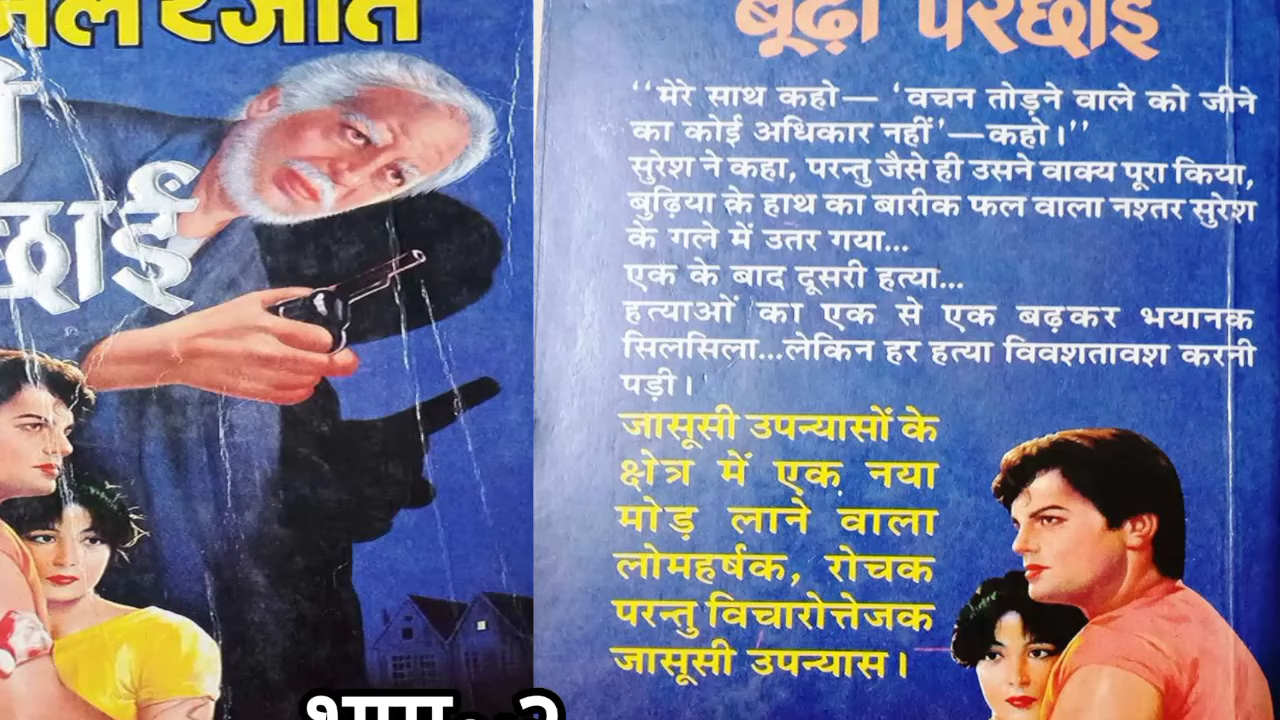 बूढ़ी परछाई
‘‘मेरे साथ कहो— ‘वचन तोड़ने वाले को जीने
का कोई अधिकार नहीं’—कहो।’’
सुरेश ने कहा, परन्तु जैसे ही उसने वाक्य पूरा किया,
बुढ़िया के हाथ का बारीक फल वाला नश्तर सुरेश
के गले में उतर गया...
एक के बाद दूसरी हत्या...
हत्याओं का एक से एक बढ़कर भयानक
सिलसिला...लेकिन हर हत्या विवशतावश करनी
पड़ी।
जासूसी उपन्यासों के
क्षेत्र में एक नया
मोड़ लाने वाला
लोमहर्षक, रोचक
परन्तु विचारोत्तेजक
जासूसी उपन्यास।